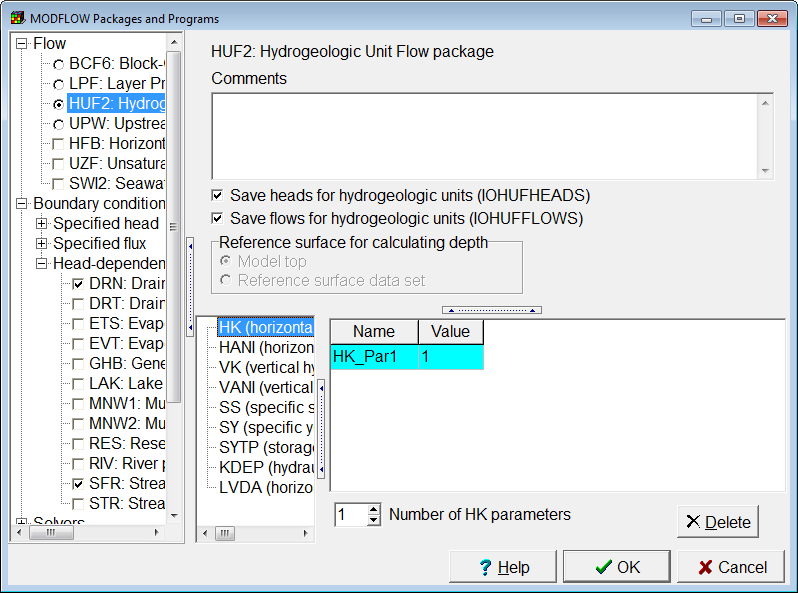 MODFLOW Packages and Programs
Flow
BCF6: Block-
LPF: Layer Pr
HUF2: Hydrog
UPW: Upstrea
HFB: Horizont
UZF: Unsatura
SWI2: Seawa
Boundary condition
Specified head
Specified flux
Head-dependen
DRN: Drain
DRT: Drain
ETS: Evap
EVT: Evap
GHB: Gene
LAK: Lake
MNW1: Mu
MNW2: Mu
RES: Rese
RIV: River p
SFR: Strea
STR: Strea
Solvers
HUF2: Hydrogeologic Unit Flow package
Comments
Save heads for hydrogeologic units (IOHUFHEADS)
Save flows for hydrogeologic units (IOHUFFLOWS)
Reference surface for calculating depth
Model top
Reference surface data set
HK (horizonta
HANI (horizon
VK (vertical hy
VANI (vertical
SS (specific s
SY (specific y
SYTP (storage
KDEP (hydrau
LVDA (horizo
Name Value
HK_Par1 1
1 Number of HK parameters
Delete
Help OK Cancel